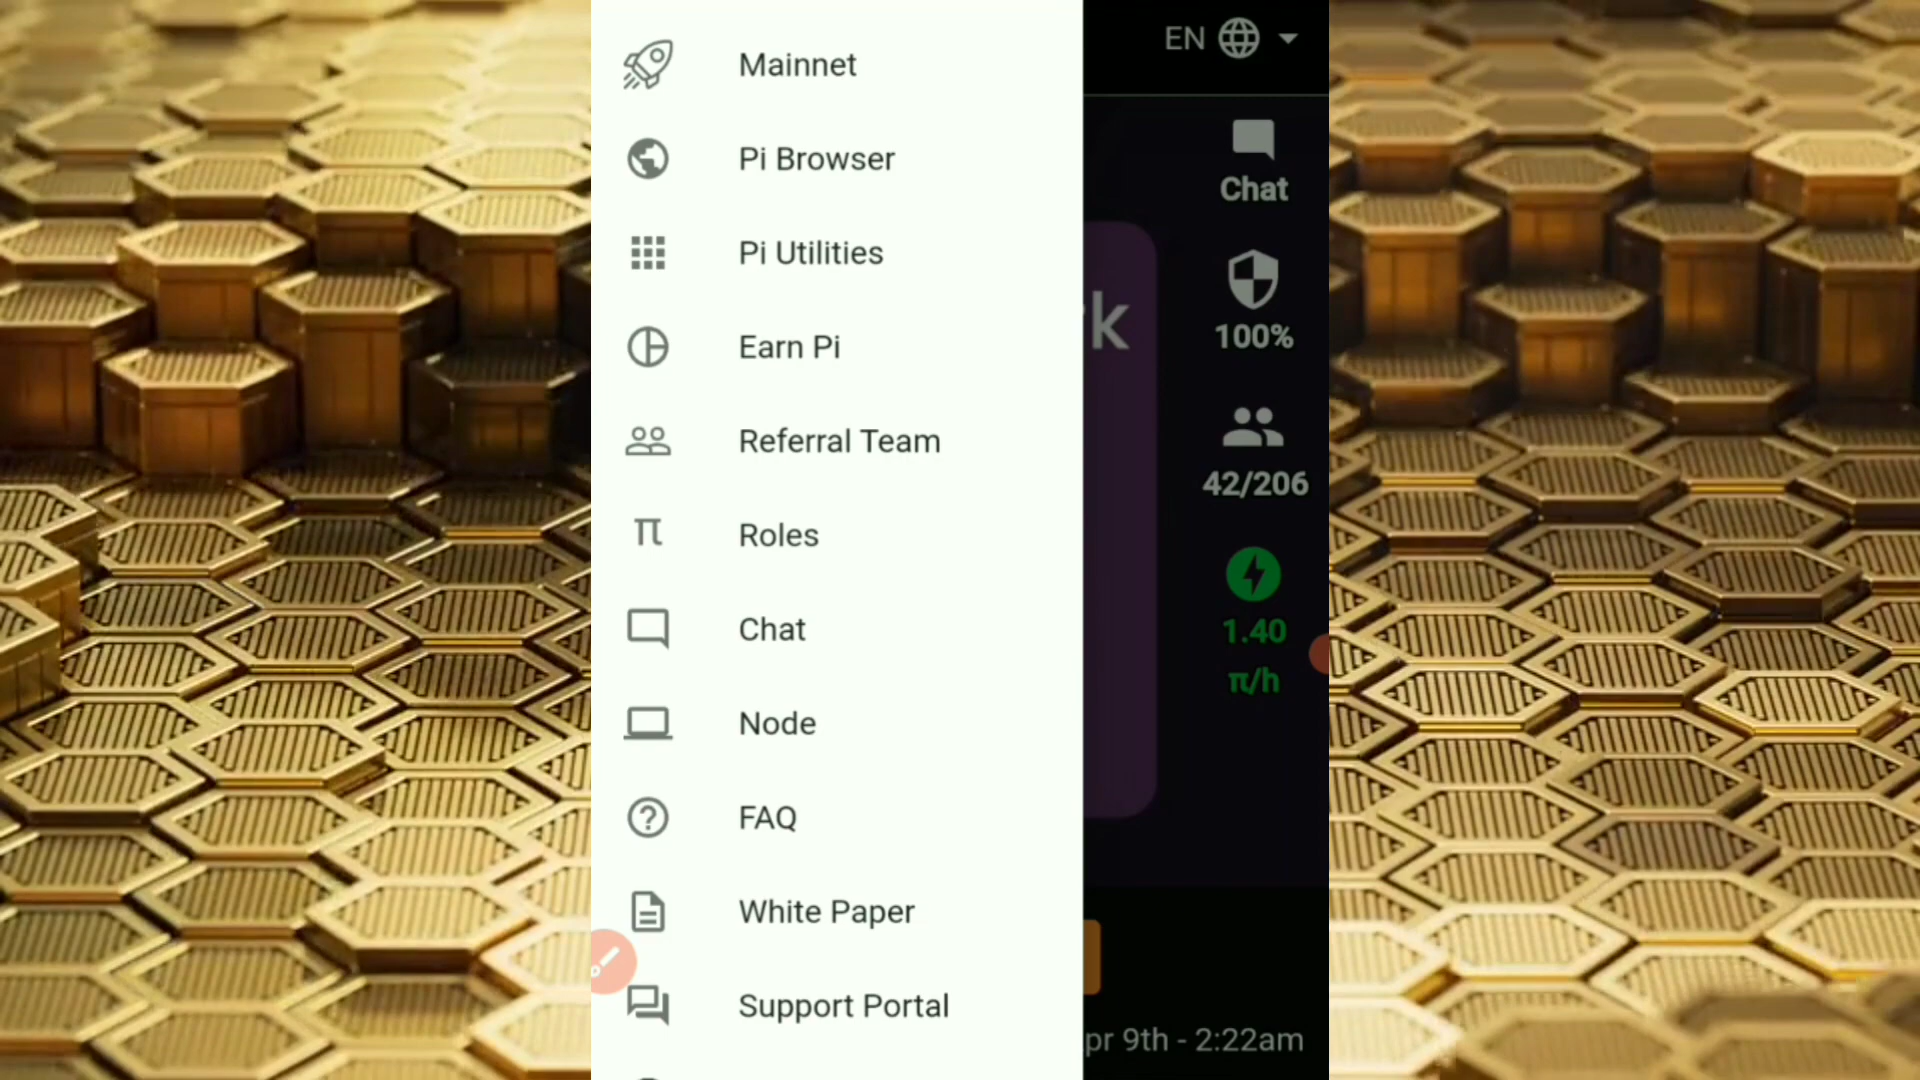 Mainnet
Pi Browser
Pi Utilities
Earn Pi
Referral Team
π Roles
Chat
Node
FAQ
White Paper
Support Portal
EN
Chat
100%
42/206
1.40
π/h
k
pr 9th - 2:22am